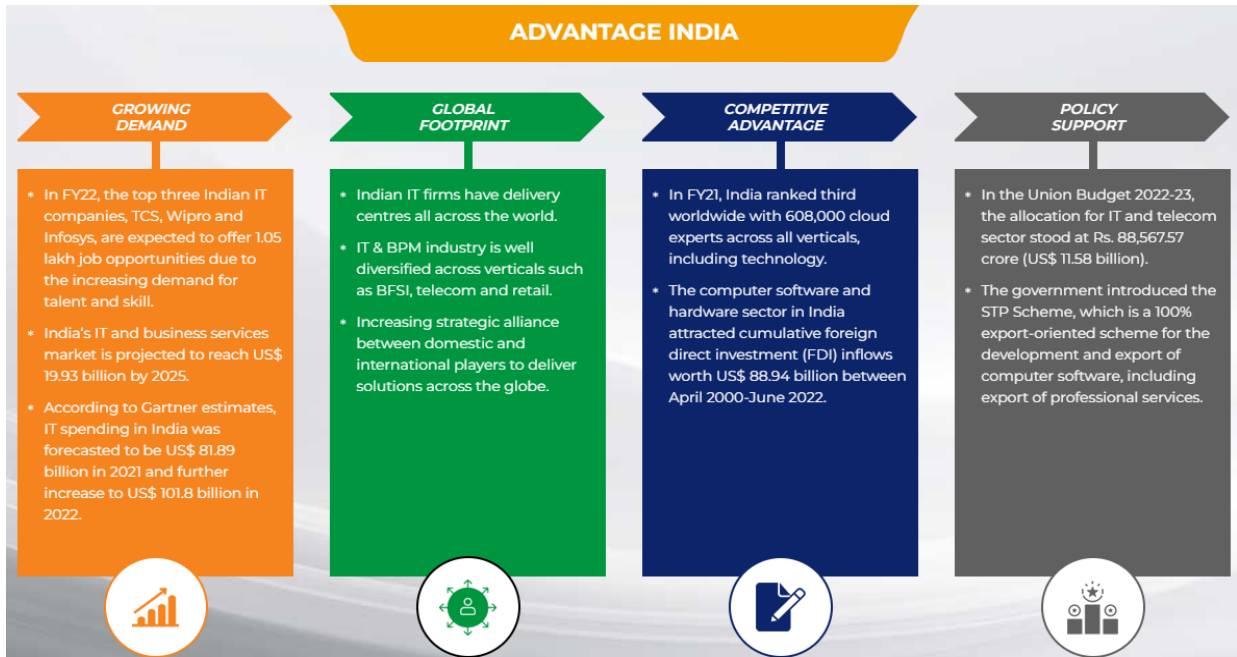 ADVANTAGE INDIA
GROWING
DEMAND
* In FY22, the top three Indian IT
companies, TCS, Wipro and
Infosys, are expected to offer 1.05
lakh job opportunities due to
the increasing demand for
talent and skill.
* India's IT and business services
market is projected to reach US$
19.93 billion by 2025.
* According to Gartner estimates,
IT spending in India was
forecasted to be US$ 81.89
billion in 2021 and further
increase to US$ 101.8 billion in
2022.
GLOBAL
FOOTPRINT
* Indian IT firms have delivery
centres all across the world.
* IT & BPM industry is well
diversified across verticals such
as BFSI, telecom and retail.
* Increasing strategic alliance
between domestic and
international players to deliver
solutions across the globe.
COMPETITIVE
ADVANTAGE
* In FY21, India ranked third
worldwide with 608,000 cloud
experts across all verticals,
including technology.
* The computer software and
hardware sector in India
attracted cumulative foreign
direct investment (FDI) inflows
worth US$ 88.94 billion between
April 2000-June 2022.
POLICY
SUPPORT
* In the Union Budget 2022-23,
the allocation for IT and telecom
sector stood at Rs. 88,567.57
crore (US$ 11.58 billion).
* The government introduced the
STP Scheme, which is a 100%
export-oriented scheme for the
development and export of
computer software, including
export of professional services.